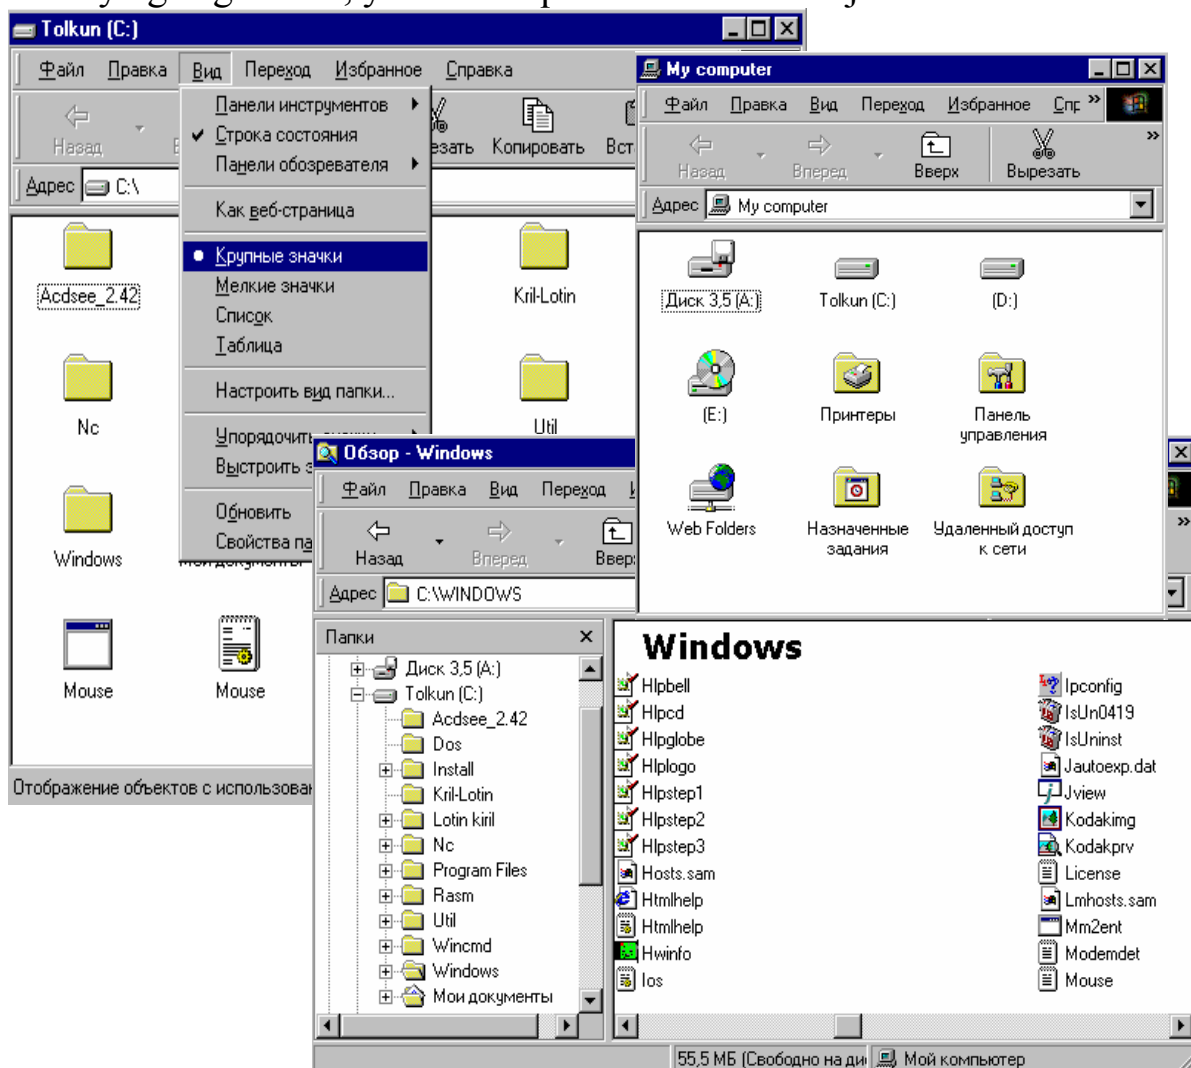 Tolkun (C:)
Файл Правка Вид Переход Избранное Справка
Панели инструментов
Строка состояния
Панели обозревателя
Как веб-страница
Крупные значки
Мелкие значки
Список
Таблица
Настроить вид папки...
Упорядочить
Выстроить
Обновить
Свойства
Назад
Копировать
Адрес C:\
Acdsee_2.42
Kril-Lotin
Nc
Util
Windows
Мои документы
Mouse
Mouse
Отображение объектов с
My computer
Файл Правка Вид Переход Избранное Спр »
Назад Вперед Вверх Вырезать »
Адрес My computer
Диск 3,5 (A:) Tolkun (C:) (D:)
(E:) Принтеры Панель
управления
Web Folders Назначенные Удаленный доступ
задания к сети
Обзор - Windows
Файл Правка Вид Переход
Назад Вперед
»
Адрес C:\WINDOWS
Папки
Диск 3,5 (A:)
Tolkun (C:)
Acdsee_2.42
Dos
Install
Kril-Lotin
Lotin kiril
Nc
Program Files
Rasm
Util
Wincmd
Windows
Мои документы
Windows
Hlpbell
Hlpcd
Hlpglobe
Hlplogo
Hlpstep1
Hlpstep2
Hlpstep3
Hosts.sam
Htmlhelp
Htmlhelp
Hwinfo
Ios
Ipconfig
IsUn0419
IsUninst
Jautoexp.dat
Jview
Kodakimg
Kodakprv
License
Lmhosts.sam
Mm2ent
Modemdet
Mouse
55,5 МБ (Свободно на ди Мой компьютер